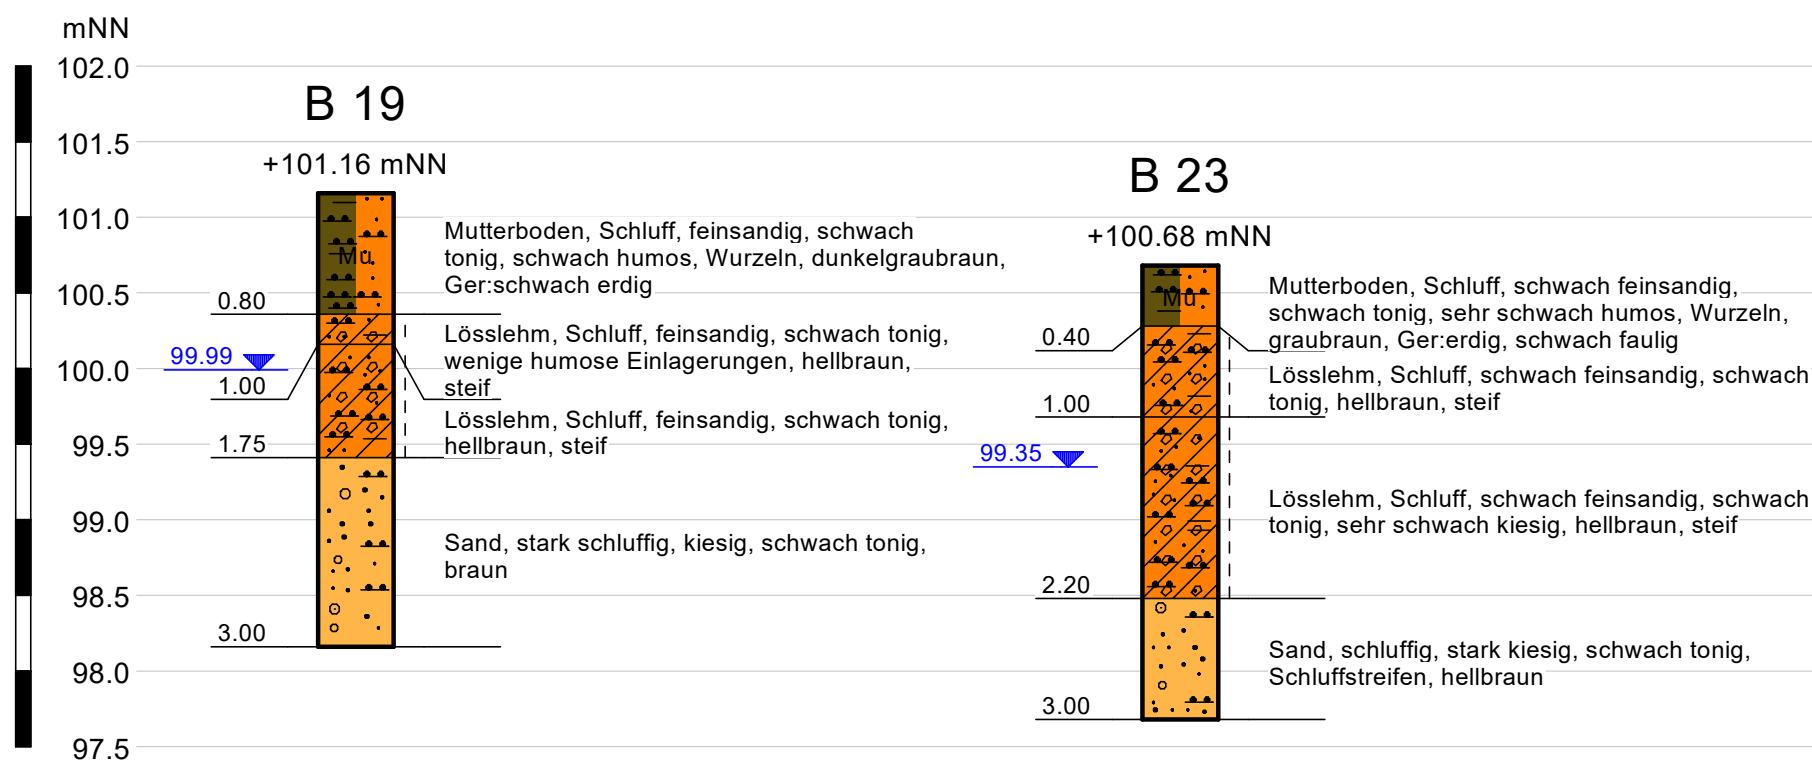 mNN
102.0
101.5
101.0
100.5
100.0
99.5
99.0
98.5
98.0
97.5
B 19
+101.16 mNN
Mu
0.80
99.99
1.00
1.75
3.00
Mutterboden, Schluff, feinsandig, schwach
tonig, schwach humos, Wurzeln, dunkelgraubraun,
Ger:schwach erdig
Lösslehm, Schluff, feinsandig, schwach tonig,
wenige humose Einlagerungen, hellbraun,
steif
Lösslehm, Schluff, feinsandig, schwach tonig,
hellbraun, steif
Sand, stark schluffig, kiesig, schwach tonig,
braun
B 23
+100.68 mNN
Mu
0.40
1.00
99.35
2.20
3.00
Mutterboden, Schluff, schwach feinsandig,
schwach tonig, sehr schwach humos, Wurzeln,
graubraun, Ger:erdig, schwach faulig
Lösslehm, Schluff, schwach feinsandig, schwach
tonig, hellbraun, steif
Lösslehm, Schluff, schwach feinsandig, schwach
tonig, sehr schwach kiesig, hellbraun, steif
Sand, schluffig, stark kiesig, schwach tonig,
Schluffstreifen, hellbraun